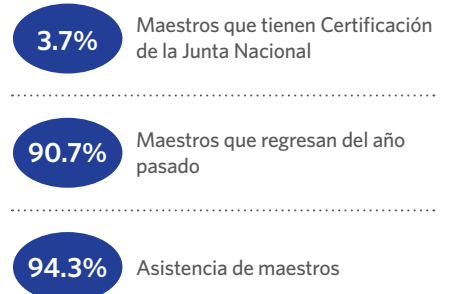 3.7%
Maestros que tienen Certificación
de la Junta Nacional
90.7%
Maestros que regresan del año
pasado
94.3%
Asistencia de maestros